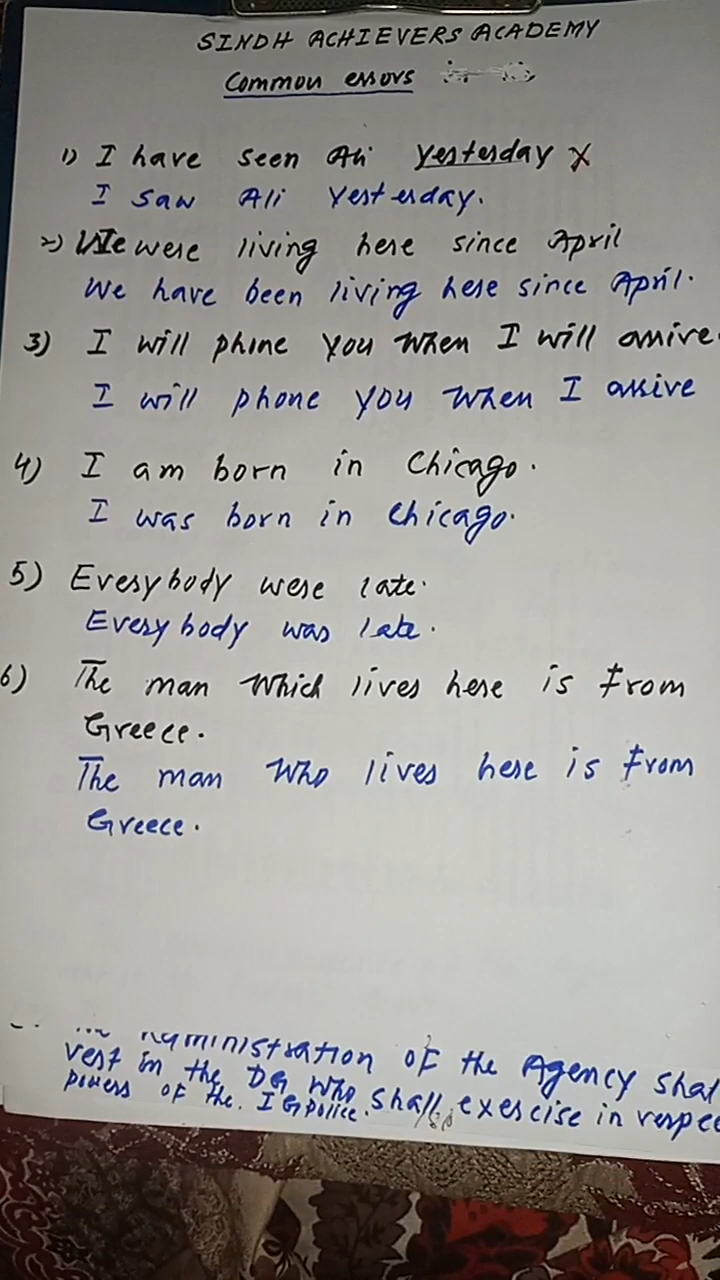 SINDH ACHIEVERS ACADEMY
Common errors
1) I have seen Ali yesterday X
I saw Ali yesterday.
2) We were living here since April
We have been living here since April.
3) I will phine you when I will arrive.
I will phone you when I arrive
4) I am born in Chicago.
I was born in Chicago.
5) Everybody were late.
Everybody was late.
6) The man which lives here is from
Greece.
The man who lives here is from
Greece.
Administration of the Agency shal
vest in the DG who shall exercise in respec
powers of the IG Police.